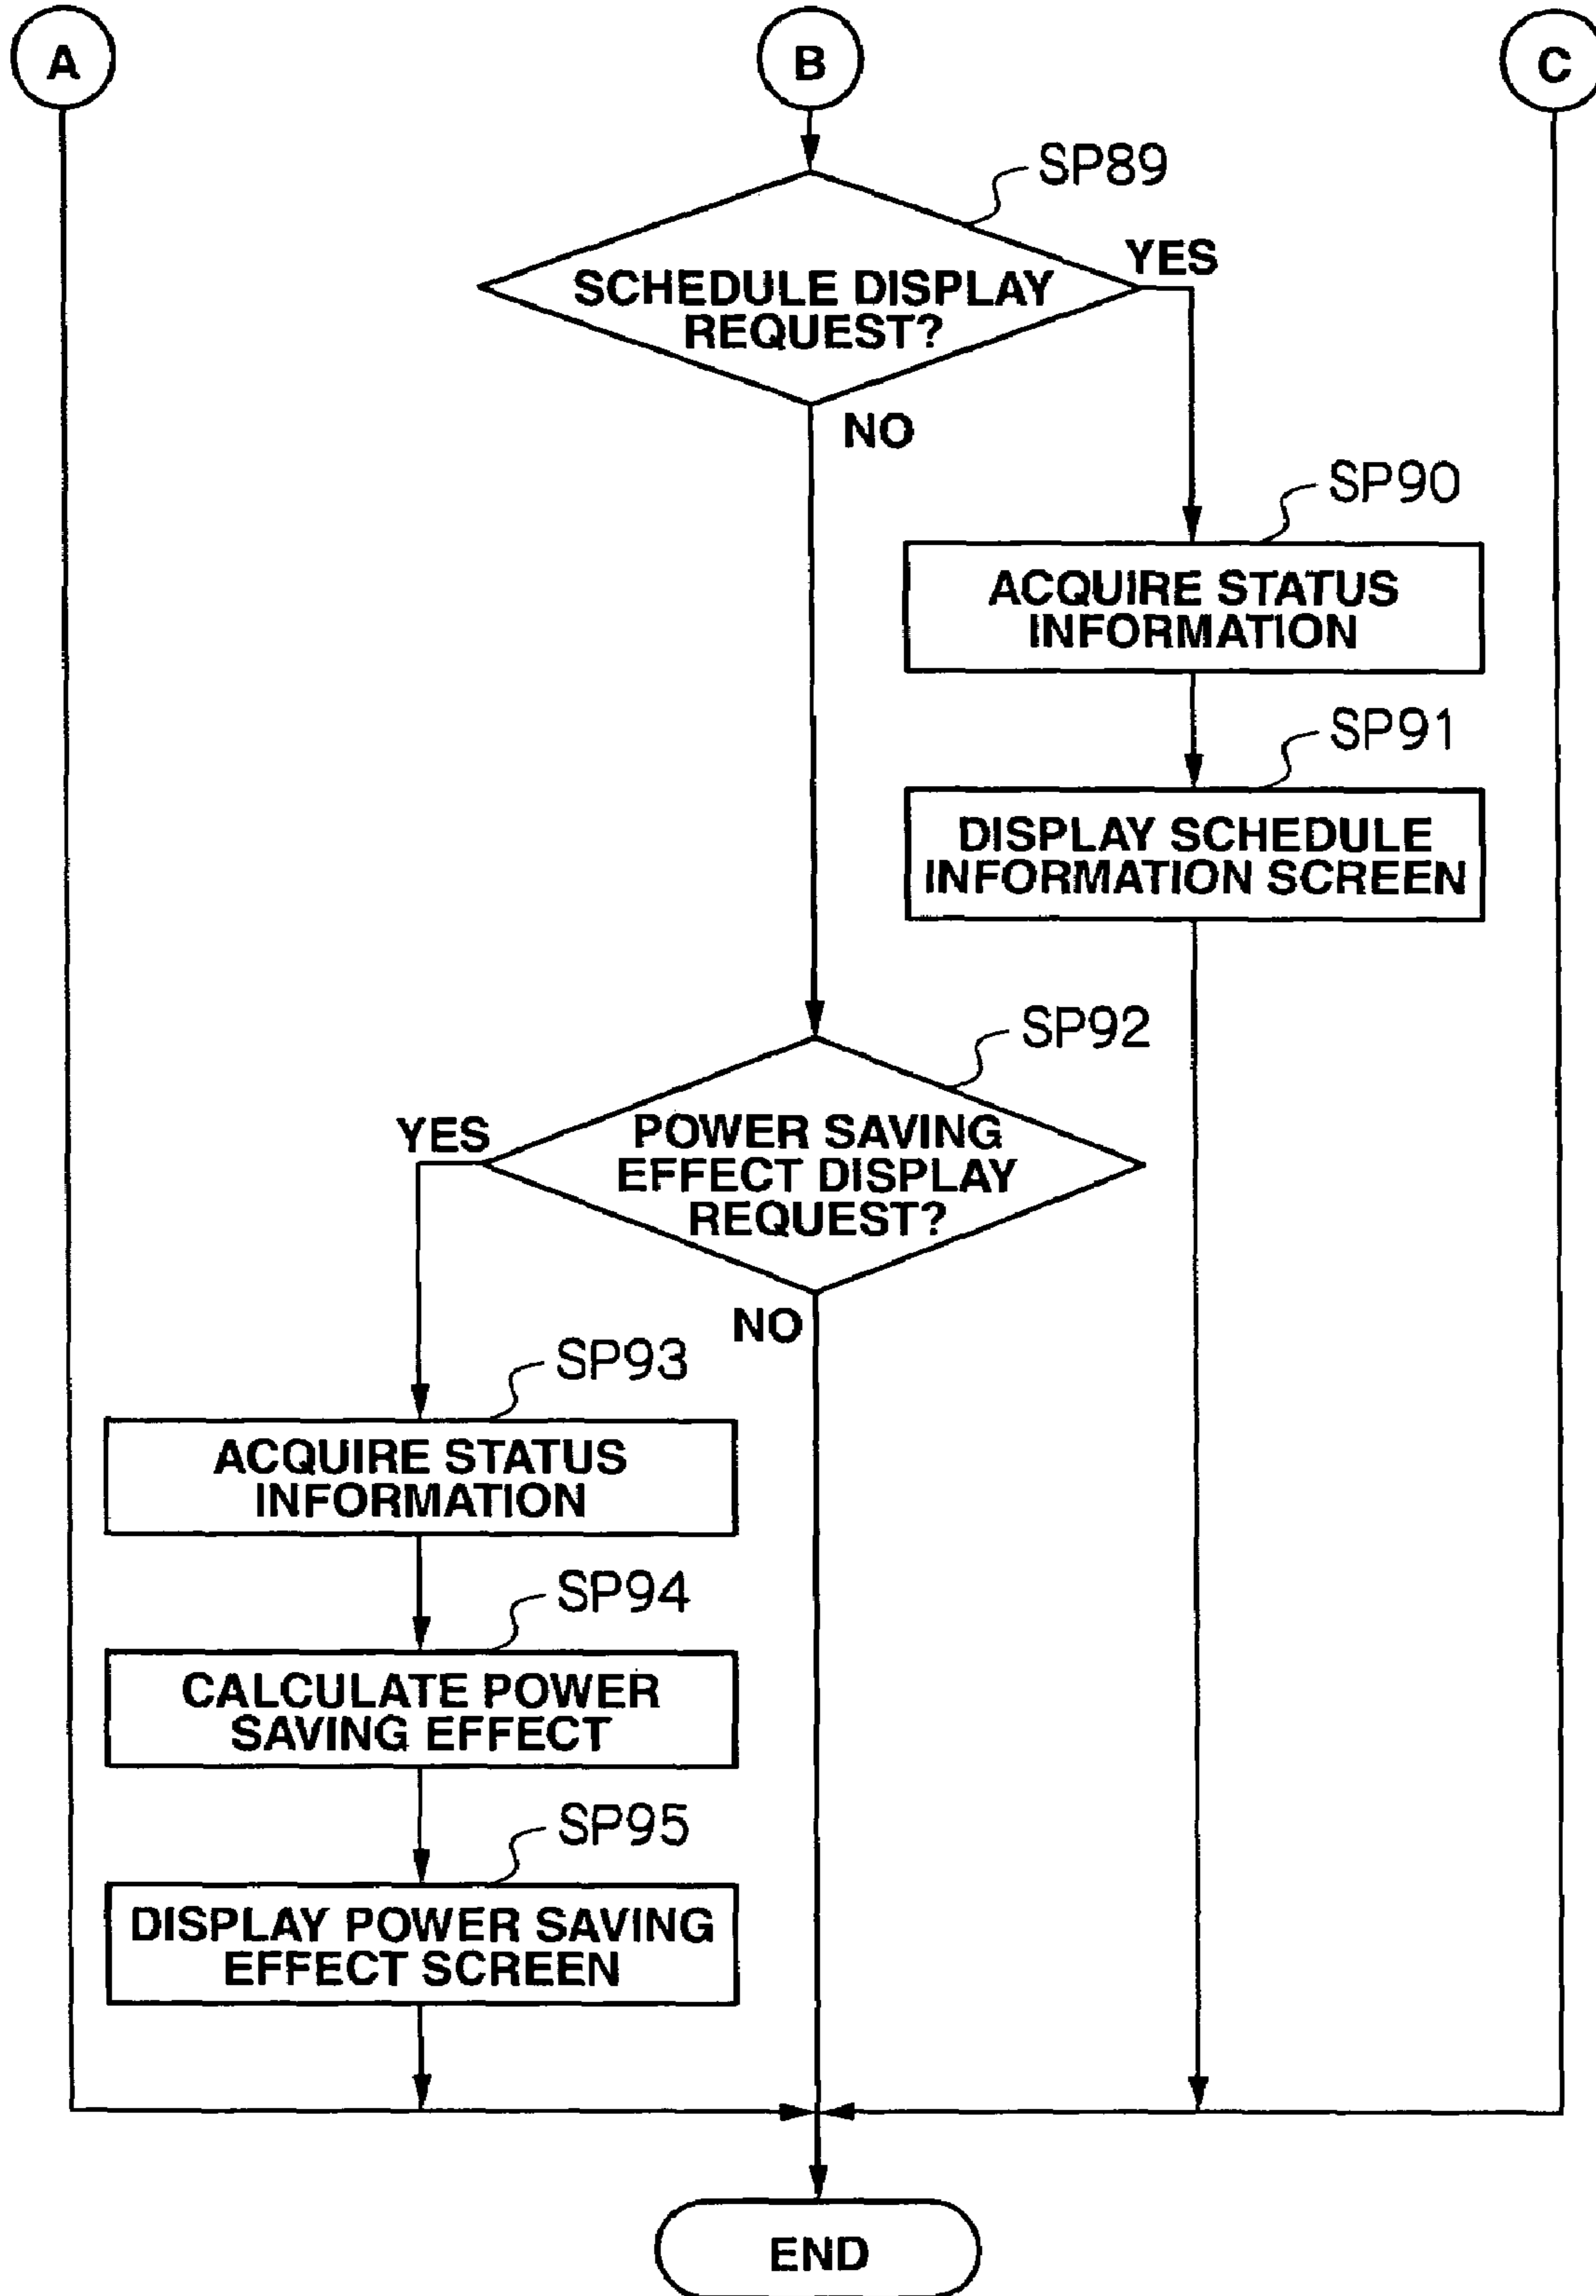 A
B
C
SP89
SCHEDULE DISPLAY
REQUEST?
YES
NO
SP90
ACQUIRE STATUS
INFORMATION
SP91
DISPLAY SCHEDULE
INFORMATION SCREEN
SP92
POWER SAVING
EFFECT DISPLAY
REQUEST?
YES
NO
SP93
ACQUIRE STATUS
INFORMATION
SP94
CALCULATE POWER
SAVING EFFECT
SP95
DISPLAY POWER SAVING
EFFECT SCREEN
END